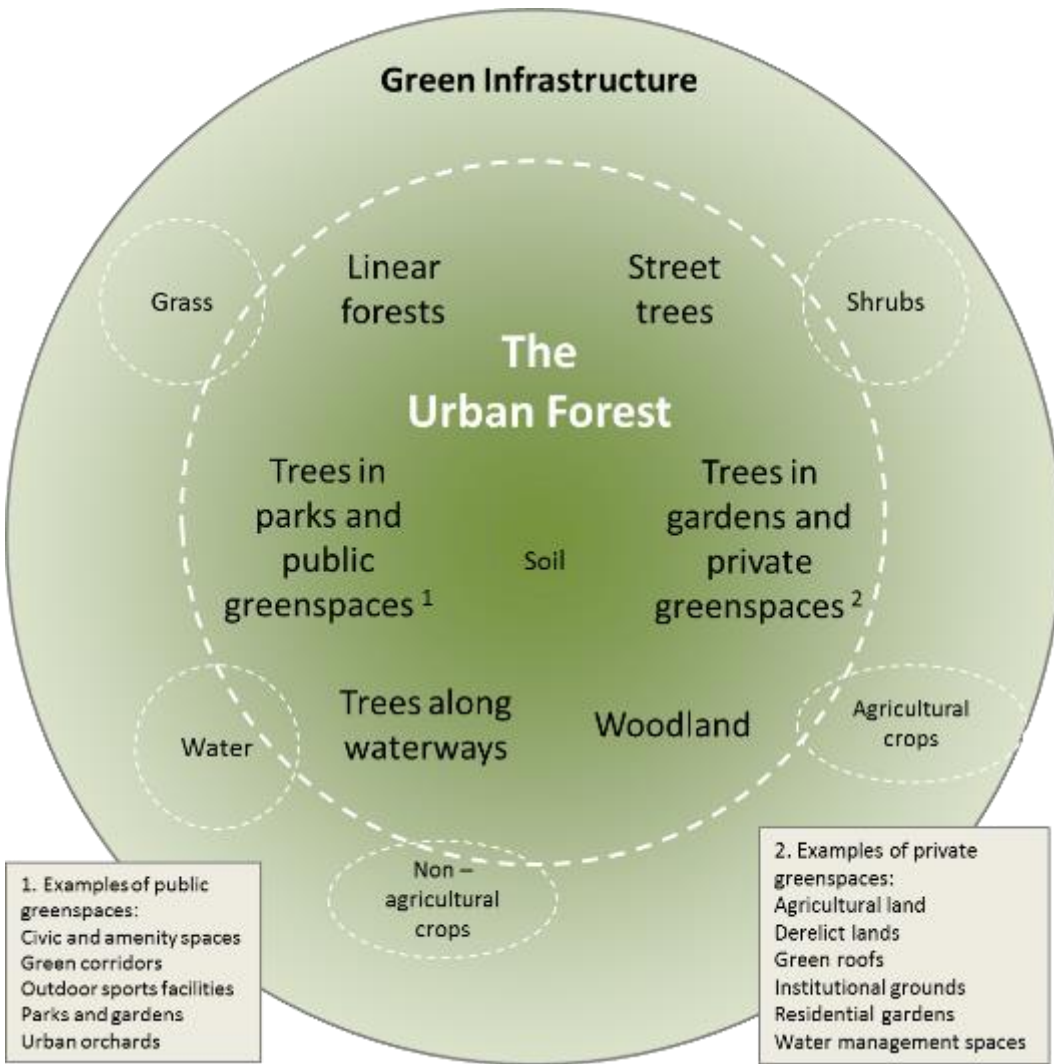 Green Infrastructure
Grass
Linear
forests
Street
trees
Shrubs
The
Urban Forest
Trees in
parks and
public
greenspaces 1
Soil
Trees in
gardens and
private
greenspaces 2
Water
Trees along
waterways
Woodland
Agricultural
crops
Non –
agricultural
crops
1. Examples of public
greenspaces:
Civic and amenity spaces
Green corridors
Outdoor sports facilities
Parks and gardens
Urban orchards
2. Examples of private
greenspaces:
Agricultural land
Derelict lands
Green roofs
Institutional grounds
Residential gardens
Water management spaces